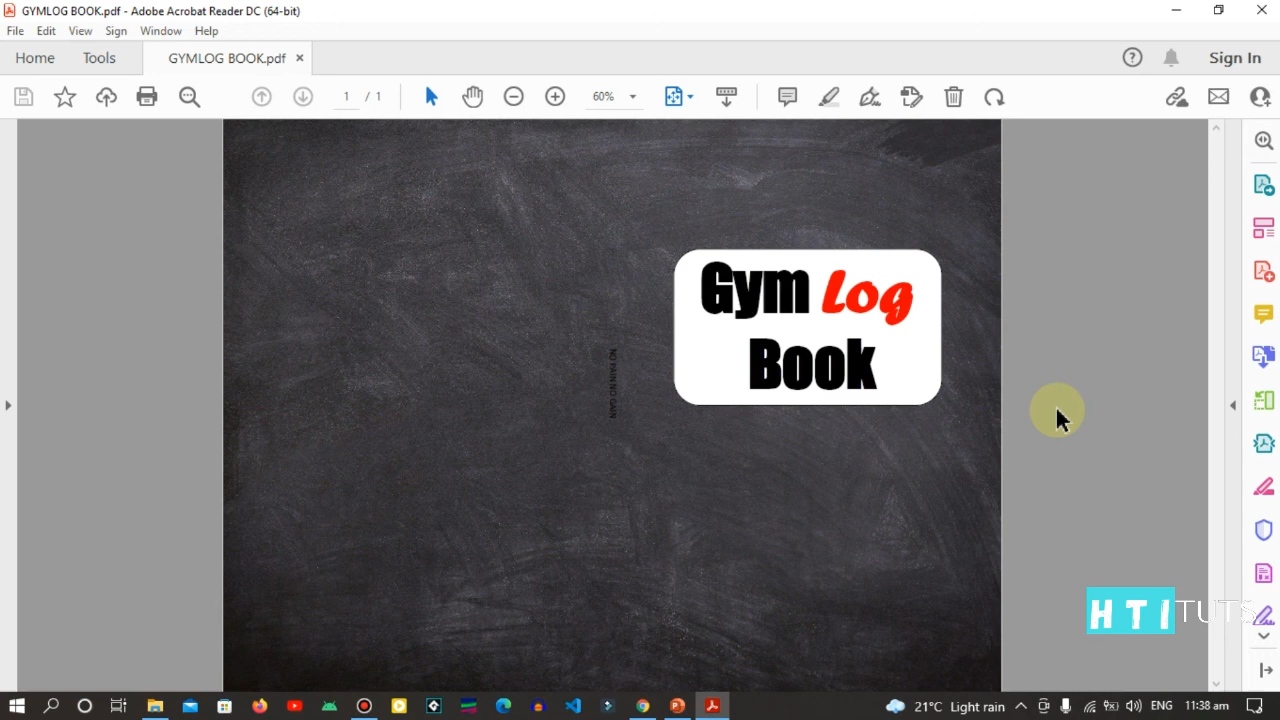 GYMLOG BOOK.pdf - Adobe Acrobat Reader DC (64-bit)
File Edit View Sign Window Help
Home Tools GYMLOG BOOK.pdf × Sign In
1 / 1 60%
Gym Log
Book
NO PAIN NO GAIN
HTITUTS
21°C Light rain ENG 11:38 am